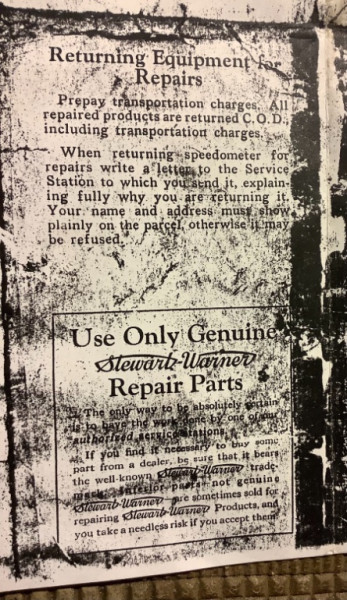 Returning Equipment for
Repairs
Prepay transportation charges. All
repaired products are returned C.O.D.,
including transportation charges.
When returning speedometer for
repairs write a letter to the Service
Station to which you send it, explain-
ing fully why you are returning it.
Your name and address must show
plainly on the parcel, otherwise it may
be refused.
Use Only Genuine
Stewart-Warner
Repair Parts
The only way to be absolutely certain
is to have the work done by one of our
authorized service stations.
If you find it necessary to buy some
part from a dealer, be sure that it bears
the well-known Stewart-Warner trade-
mark. Inferior parts not genuine
Stewart-Warner are sometimes sold for
repairing Stewart-Warner Products, and
you take a needless risk if you accept them.